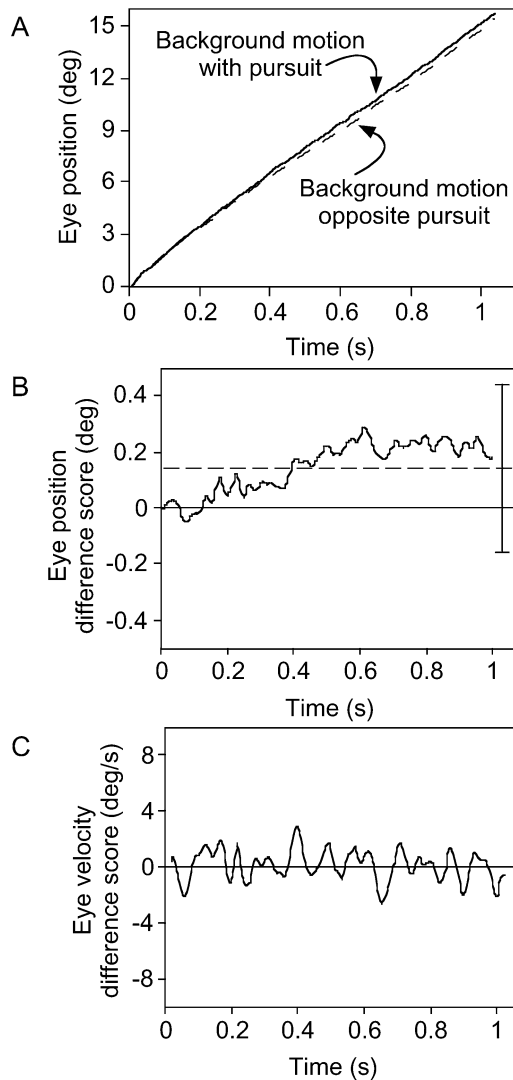 A
Eye position (deg)
15
12
9
6
3
0
Background motion
with pursuit
Background motion
opposite pursuit
0 0.2 0.4 0.6 0.8 1
Time (s)
B
Eye position
difference score (deg)
0.4
0.2
0
-0.2
-0.4
0 0.2 0.4 0.6 0.8 1
Time (s)
C
Eye velocity
difference score (deg/s)
8
4
0
-4
-8
0 0.2 0.4 0.6 0.8 1
Time (s)